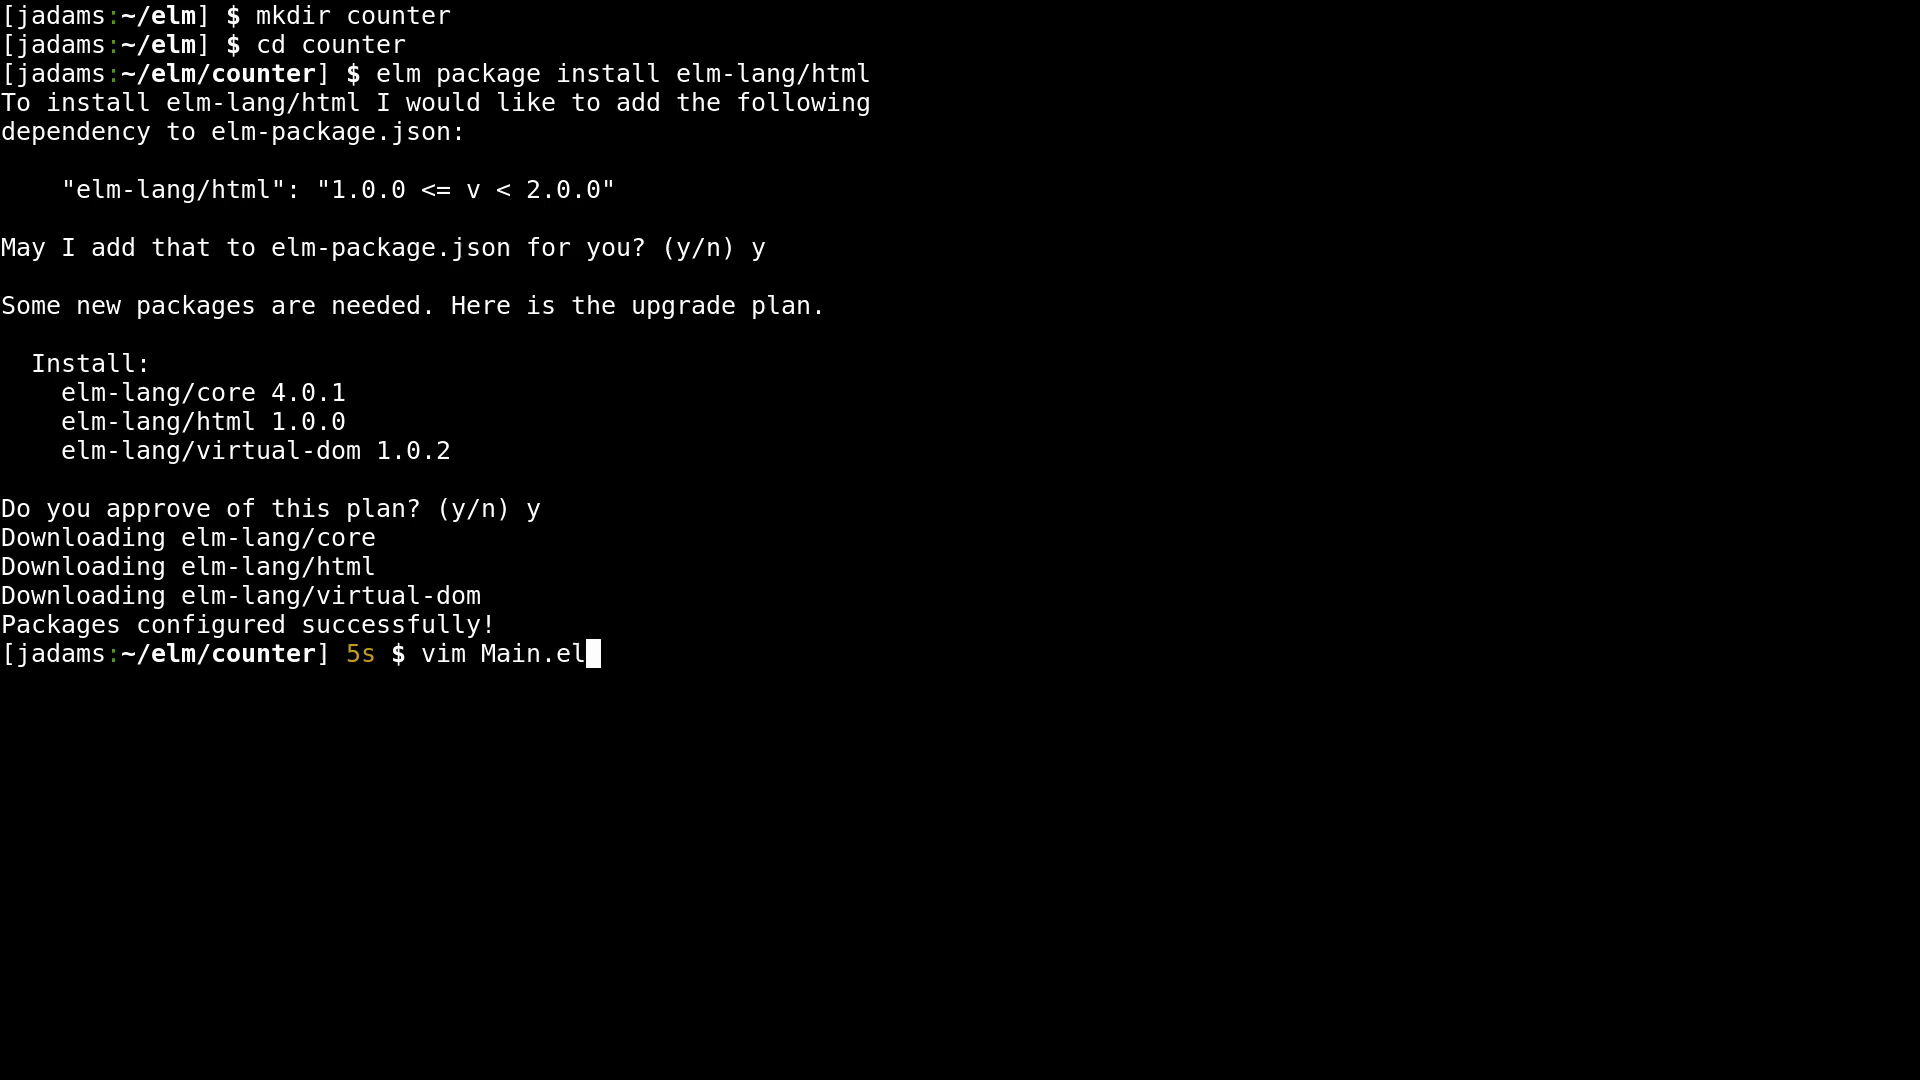 [jadams:~/elm] $ mkdir counter
[jadams:~/elm] $ cd counter
[jadams:~/elm/counter] $ elm package install elm-lang/html
To install elm-lang/html I would like to add the following
dependency to elm-package.json:

    "elm-lang/html": "1.0.0 <= v < 2.0.0"

May I add that to elm-package.json for you? (y/n) y

Some new packages are needed. Here is the upgrade plan.

  Install:
    elm-lang/core 4.0.1
    elm-lang/html 1.0.0
    elm-lang/virtual-dom 1.0.2

Do you approve of this plan? (y/n) y
Downloading elm-lang/core
Downloading elm-lang/html
Downloading elm-lang/virtual-dom
Packages configured successfully!
[jadams:~/elm/counter] 5s $ vim Main.el